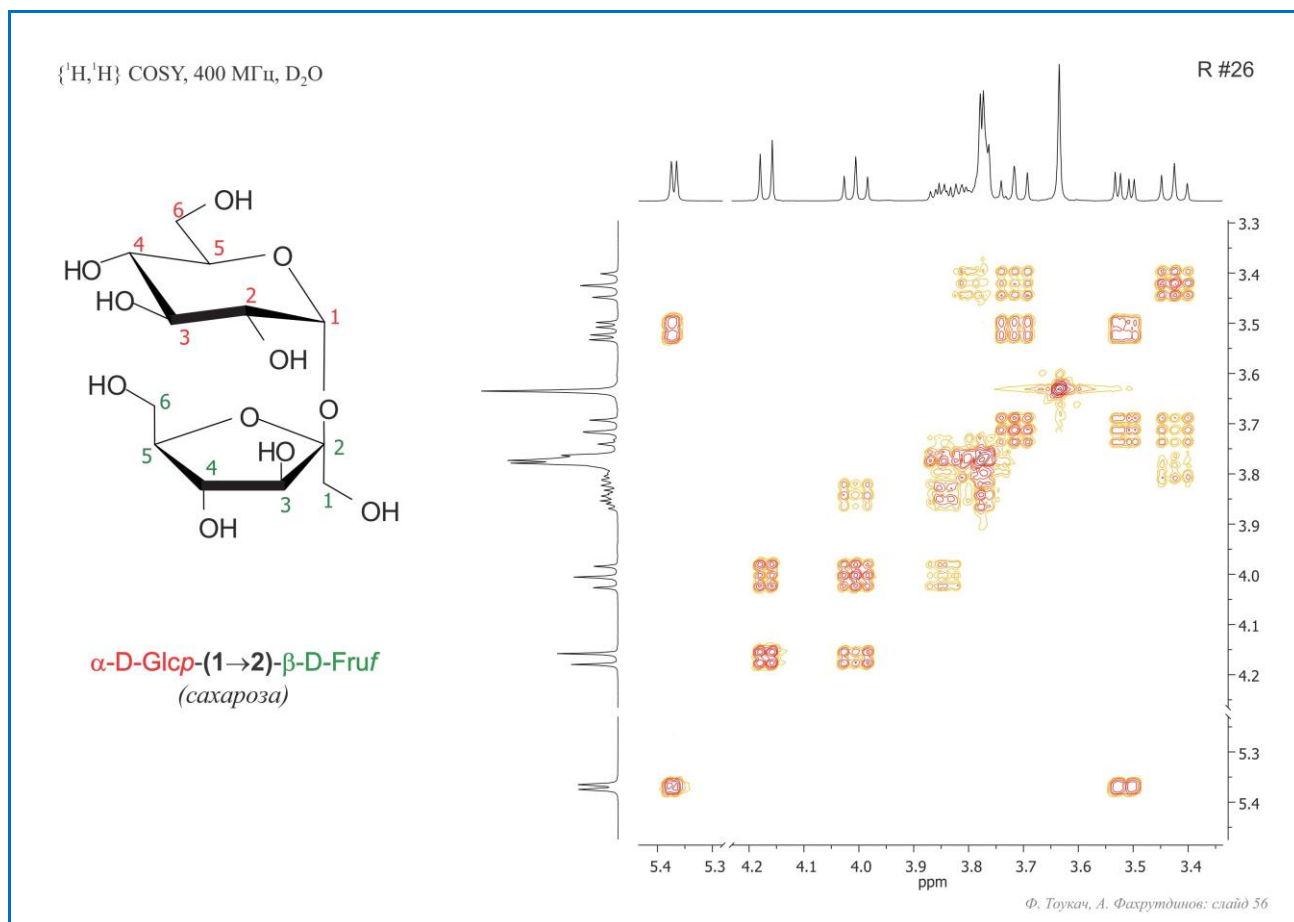 {¹H,¹H} COSY, 400 МГц, D₂O
R #26
6
OH
4
5
O
HO
HO
2
1
3
OH
HO
6
O
O
HO
2
5
4
3
1
OH
OH
α-D-Glcp-(1→2)-β-D-Fruf
(сахароза)
3.3
3.4
3.5
3.6
3.7
3.8
3.9
4.0
4.1
4.2
5.3
5.4
5.4 5.3 4.2 4.1 4.0 3.9 3.8 3.7 3.6 3.5 3.4
ppm
Ф. Тоукач, А. Фахрутдинов: слайд 56